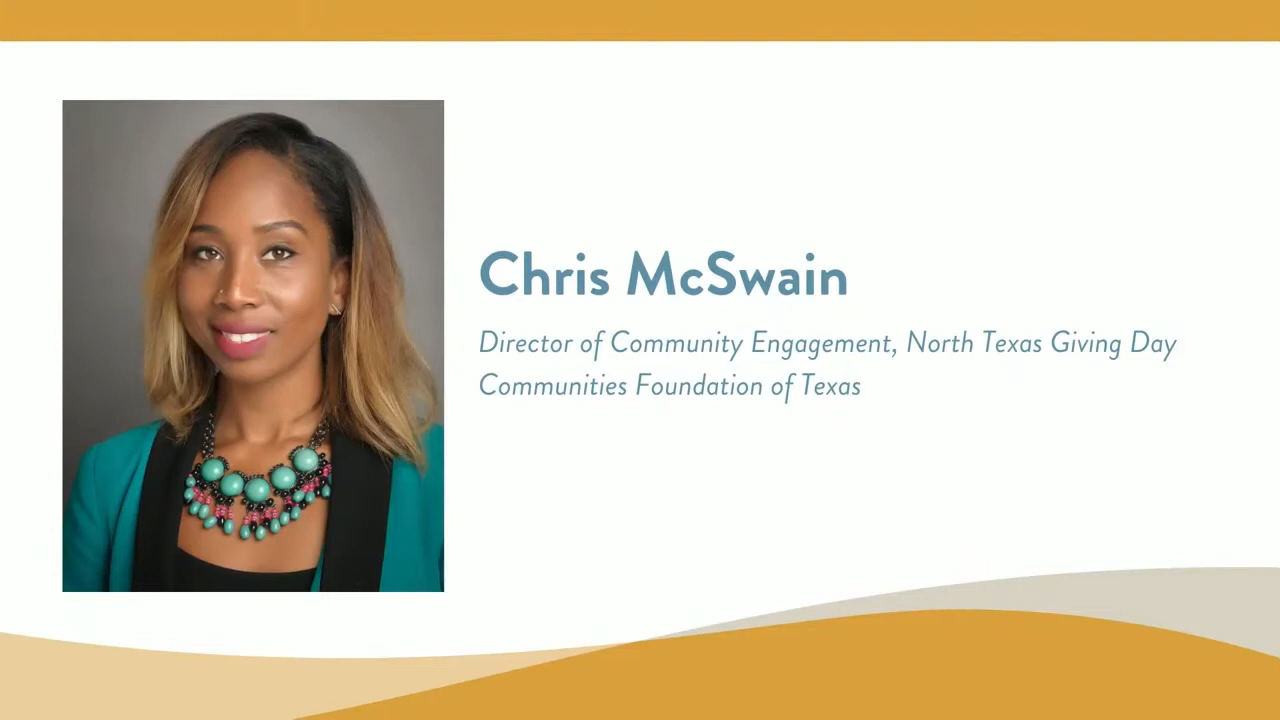 Chris McSwain
Director of Community Engagement, North Texas Giving Day
Communities Foundation of Texas